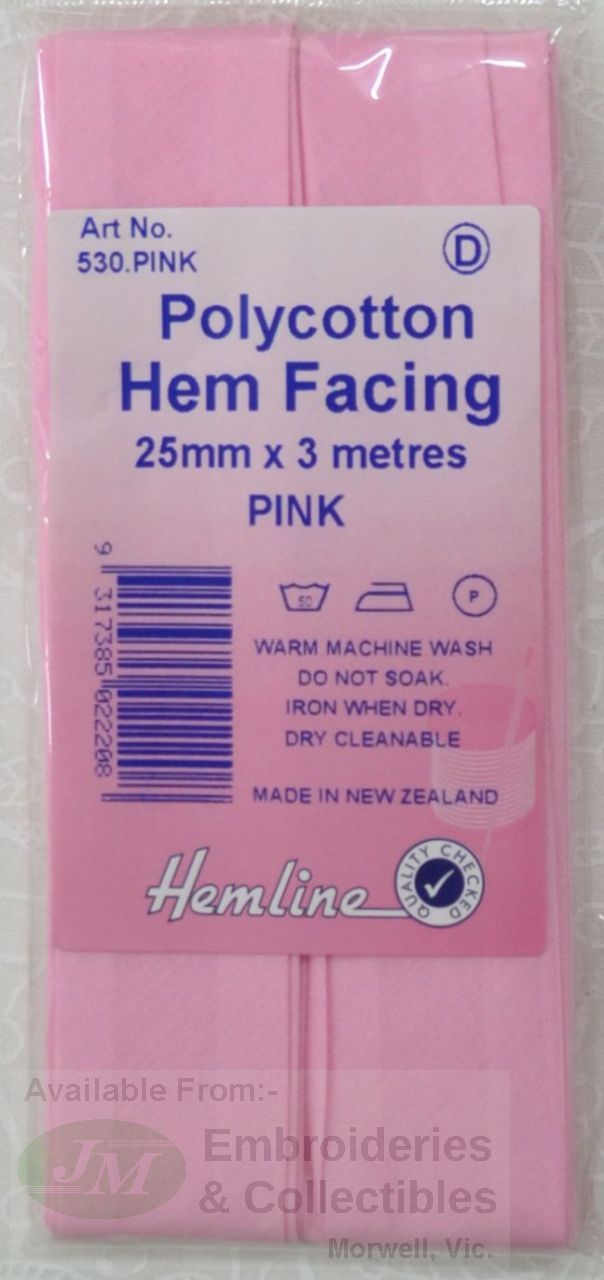 Art No.
530.PINK
D
Polycotton
Hem Facing
25mm x 3 metres
PINK
9 317385 022208
50
P
WARM MACHINE WASH
DO NOT SOAK.
IRON WHEN DRY.
DRY CLEANABLE
MADE IN NEW ZEALAND
Hemline
QUALITY CHECKED
Available From:-
JM
Embroideries
& Collectibles
Morwell, Vic.